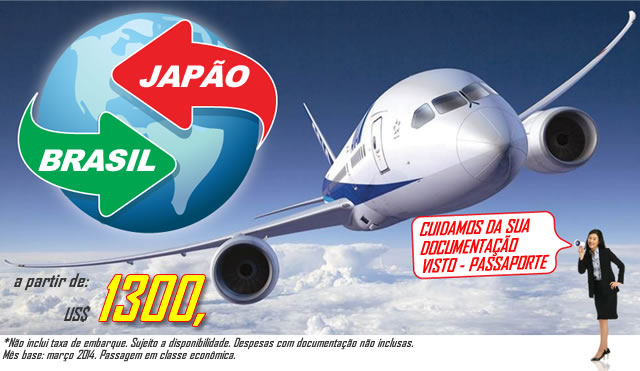 JAPÃO
BRASIL
CUIDAMOS DA SUA
DOCUMENTAÇÃO
VISTO - PASSAPORTE
a partir de:
US$ 1300,
*Não inclui taxa de embarque. Sujeito a disponibilidade. Despesas com documentação não inclusas.
Mês base: março 2014. Passagem em classe econômica.